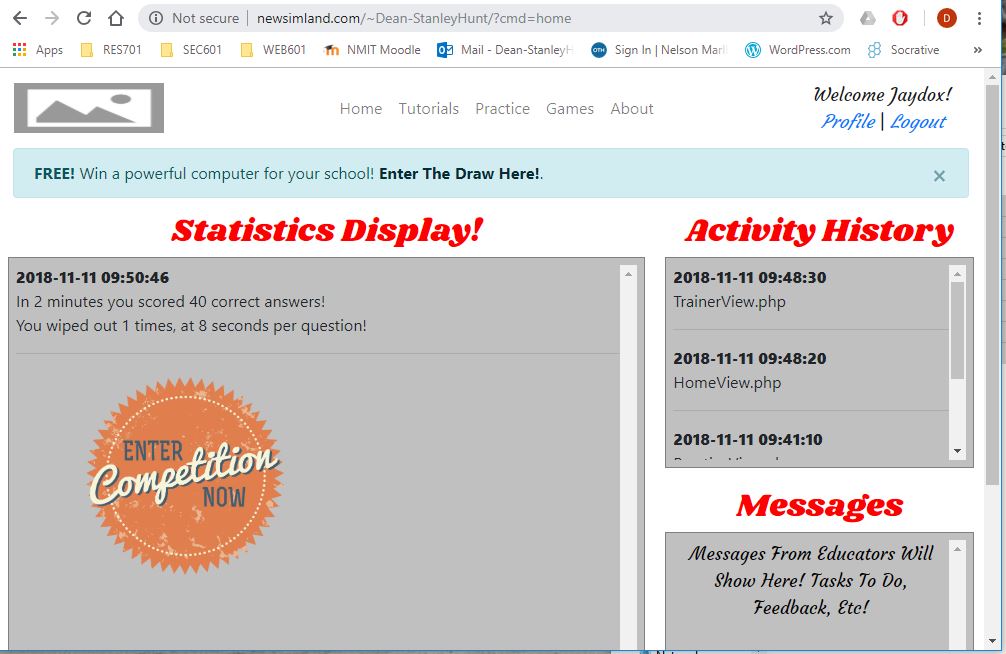 Not secure | newsimland.com/~Dean-StanleyHunt/?cmd=home
D
Apps RES701 SEC601 WEB601 NMIT Moodle Mail - Dean-StanleyH Sign In | Nelson Marl WordPress.com Socrative »
Welcome Jaydox!
Home Tutorials Practice Games About
Profile | Logout
FREE! Win a powerful computer for your school! Enter The Draw Here!. ×
Statistics Display!
2018-11-11 09:50:46
In 2 minutes you scored 40 correct answers!
You wiped out 1 times, at 8 seconds per question!
ENTER
Competition
NOW
Activity History
2018-11-11 09:48:30
TrainerView.php
2018-11-11 09:48:20
HomeView.php
2018-11-11 09:41:10
Messages
Messages From Educators Will
Show Here! Tasks To Do,
Feedback, Etc!